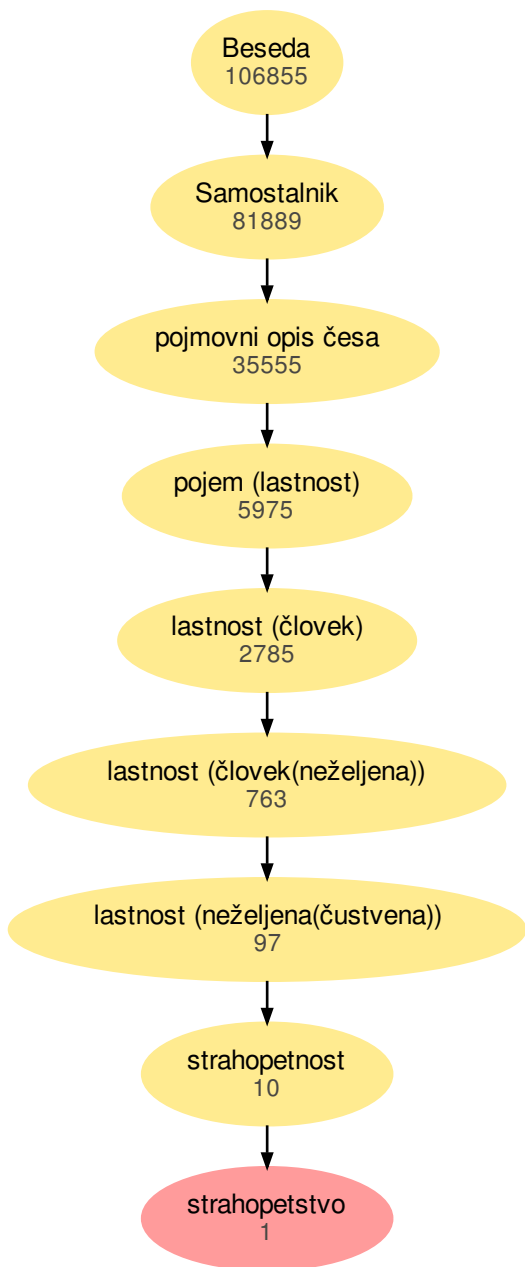 Beseda
106855
Samostalnik
81889
pojmovni opis česa
35555
pojem (lastnost)
5975
lastnost (človek)
2785
lastnost (človek(neželjena))
763
lastnost (neželjena(čustvena))
97
strahopetnost
10
strahopetstvo
1